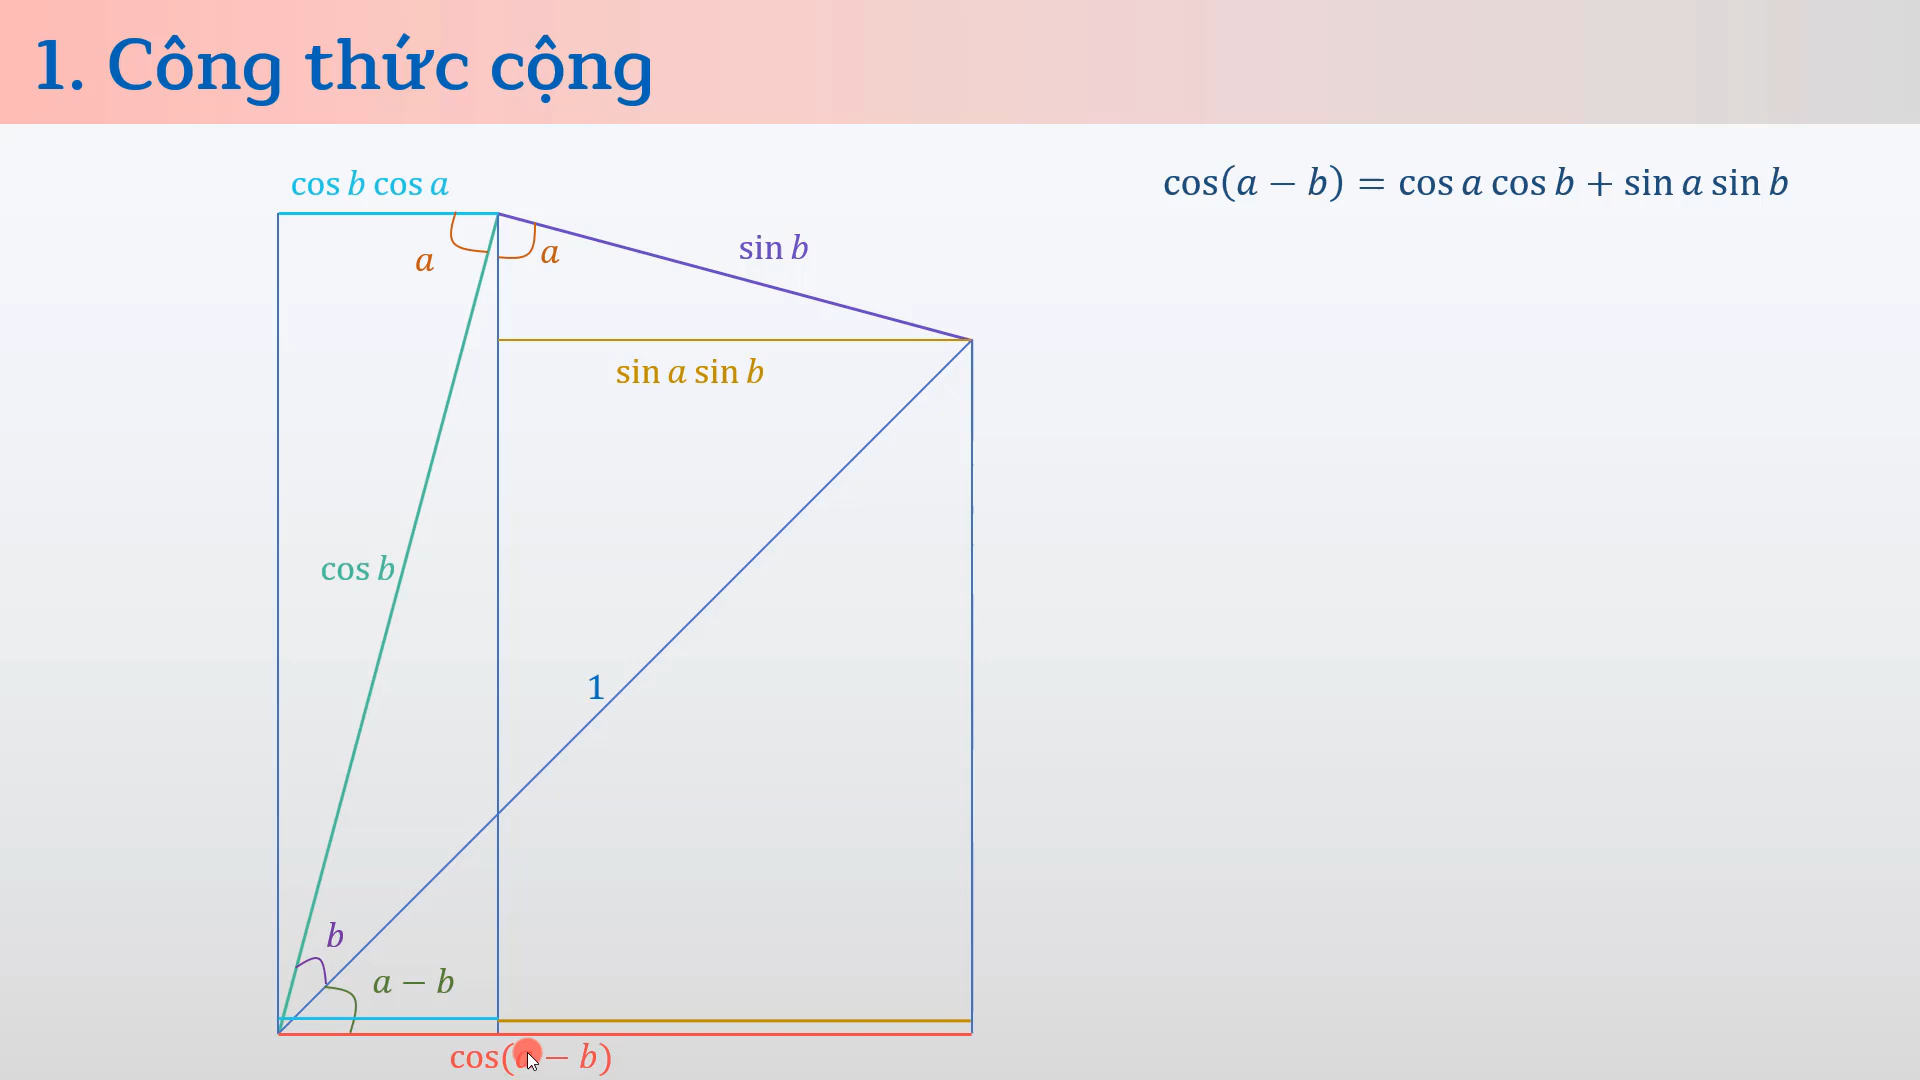 1. Công thức cộng
cos b cos a
cos(a − b) = cos a cos b + sin a sin b
sin b
a
a
sin a sin b
cos b
1
b
a − b
cos( − b)